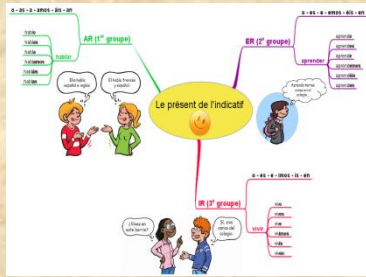 o - as - a - amos - áis - an
AR (1er groupe)
hablar
hablo
hablas
habla
hablamos
habláis
hablan
Ella habla
español e inglés
Él habla francés
y español.
o - es - e - emos - éis - en
ER (2e groupe)
aprender
aprendo
aprendes
aprende
aprendemos
aprendéis
aprenden
Le présent de l'indicatif
o - es - e - imos - ís - en
IR (3e groupe)
vivir
vivo
vives
vive
vivimos
vivís
viven
¿Vives en
este barrio?
Sí, vivo
cerca del
colegio.